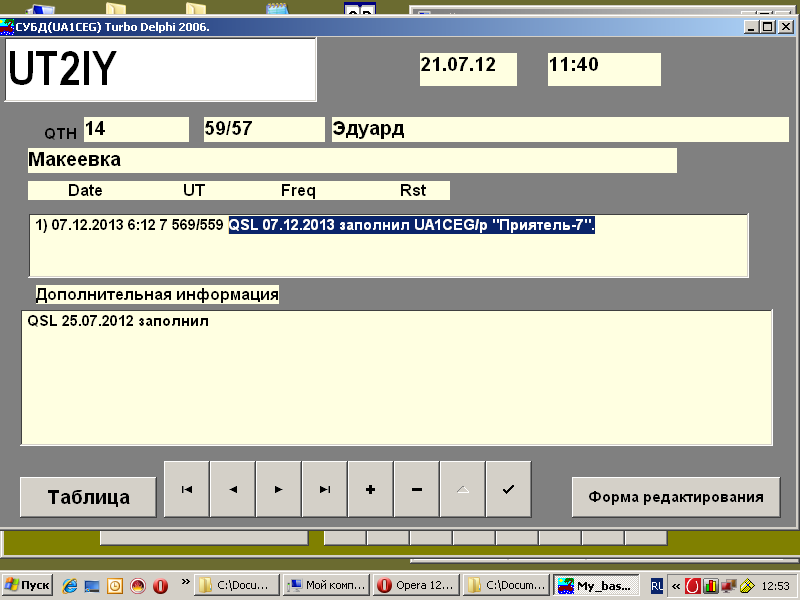 СУБД(UA1CEG) Turbo Delphi 2006.
UT2IY
21.07.12 11:40
QTH 14 59/57 Эдуард
Макеевка
Date UT Freq Rst
1) 07.12.2013 6:12 7 569/559 QSL 07.12.2013 заполнил UA1CEG/p "Приятель-7".
Дополнительная информация
QSL 25.07.2012 заполнил
Таблица Форма редактирования
Пуск » C:\Docu... Мой комп... Opera 12... C:\Docum... My_bas... RU « 12:53